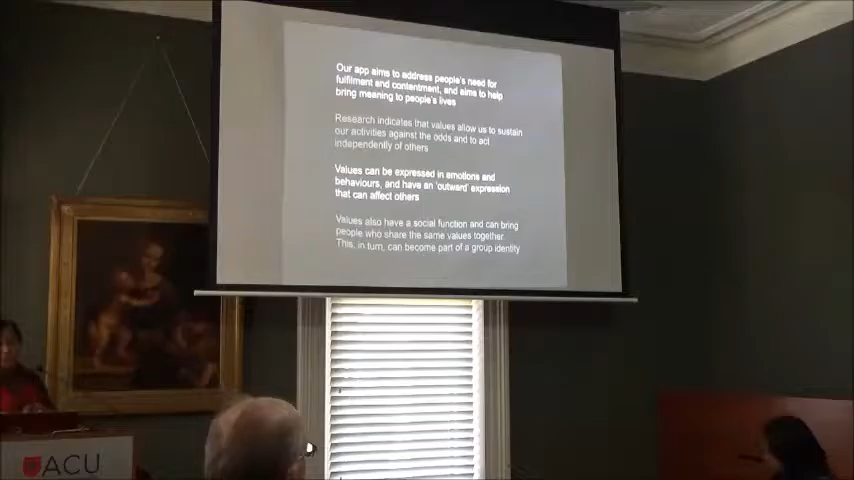 Our app aims to address people's need for
fulfilment and contentment, and aims to help
bring meaning to people's lives
Research indicates that values allow us to sustain
our activities against the odds and to act
independently of others
Values can be expressed in emotions and
behaviours, and have an 'outward' expression
that can affect others
Values also have a social function and can bring
people who share the same values together
This, in turn, can become part of a group identity
ACU